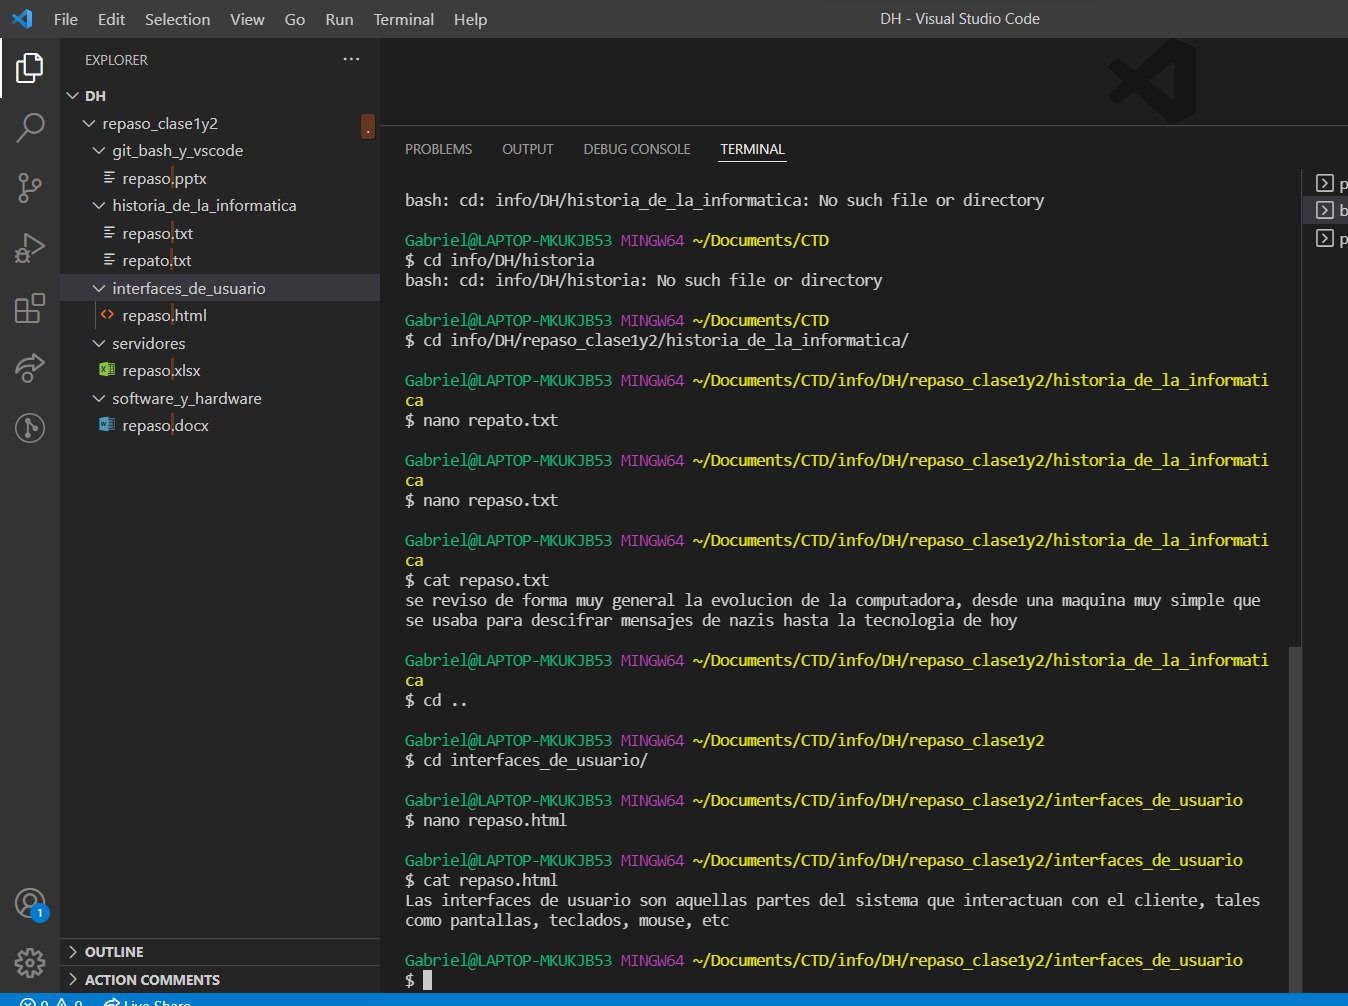 File Edit Selection View Go Run Terminal Help
DH - Visual Studio Code
EXPLORER
DH
repaso_clase1y2
git_bash_y_vscode
repaso.pptx
historia_de_la_informatica
repaso.txt
repato.txt
interfaces_de_usuario
repaso.html
servidores
repaso.xlsx
software_y_hardware
repaso.docx
OUTLINE
ACTION COMMENTS
1
0 0 Live Share
PROBLEMS OUTPUT DEBUG CONSOLE TERMINAL
bash: cd: info/DH/historia_de_la_informatica: No such file or directory
Gabriel@LAPTOP-MKUKJB53 MINGW64 ~/Documents/CTD
$ cd info/DH/historia
bash: cd: info/DH/historia: No such file or directory
Gabriel@LAPTOP-MKUKJB53 MINGW64 ~/Documents/CTD
$ cd info/DH/repaso_clase1y2/historia_de_la_informatica/
Gabriel@LAPTOP-MKUKJB53 MINGW64 ~/Documents/CTD/info/DH/repaso_clase1y2/historia_de_la_informati
ca
$ nano repato.txt
Gabriel@LAPTOP-MKUKJB53 MINGW64 ~/Documents/CTD/info/DH/repaso_clase1y2/historia_de_la_informati
ca
$ nano repaso.txt
Gabriel@LAPTOP-MKUKJB53 MINGW64 ~/Documents/CTD/info/DH/repaso_clase1y2/historia_de_la_informati
ca
$ cat repaso.txt
se reviso de forma muy general la evolucion de la computadora, desde una maquina muy simple que
se usaba para descifrar mensajes de nazis hasta la tecnologia de hoy
Gabriel@LAPTOP-MKUKJB53 MINGW64 ~/Documents/CTD/info/DH/repaso_clase1y2/historia_de_la_informati
ca
$ cd ..
Gabriel@LAPTOP-MKUKJB53 MINGW64 ~/Documents/CTD/info/DH/repaso_clase1y2
$ cd interfaces_de_usuario/
Gabriel@LAPTOP-MKUKJB53 MINGW64 ~/Documents/CTD/info/DH/repaso_clase1y2/interfaces_de_usuario
$ nano repaso.html
Gabriel@LAPTOP-MKUKJB53 MINGW64 ~/Documents/CTD/info/DH/repaso_clase1y2/interfaces_de_usuario
$ cat repaso.html
Las interfaces de usuario son aquellas partes del sistema que interactuan con el cliente, tales
como pantallas, teclados, mouse, etc
Gabriel@LAPTOP-MKUKJB53 MINGW64 ~/Documents/CTD/info/DH/repaso_clase1y2/interfaces_de_usuario
$
p
b
p